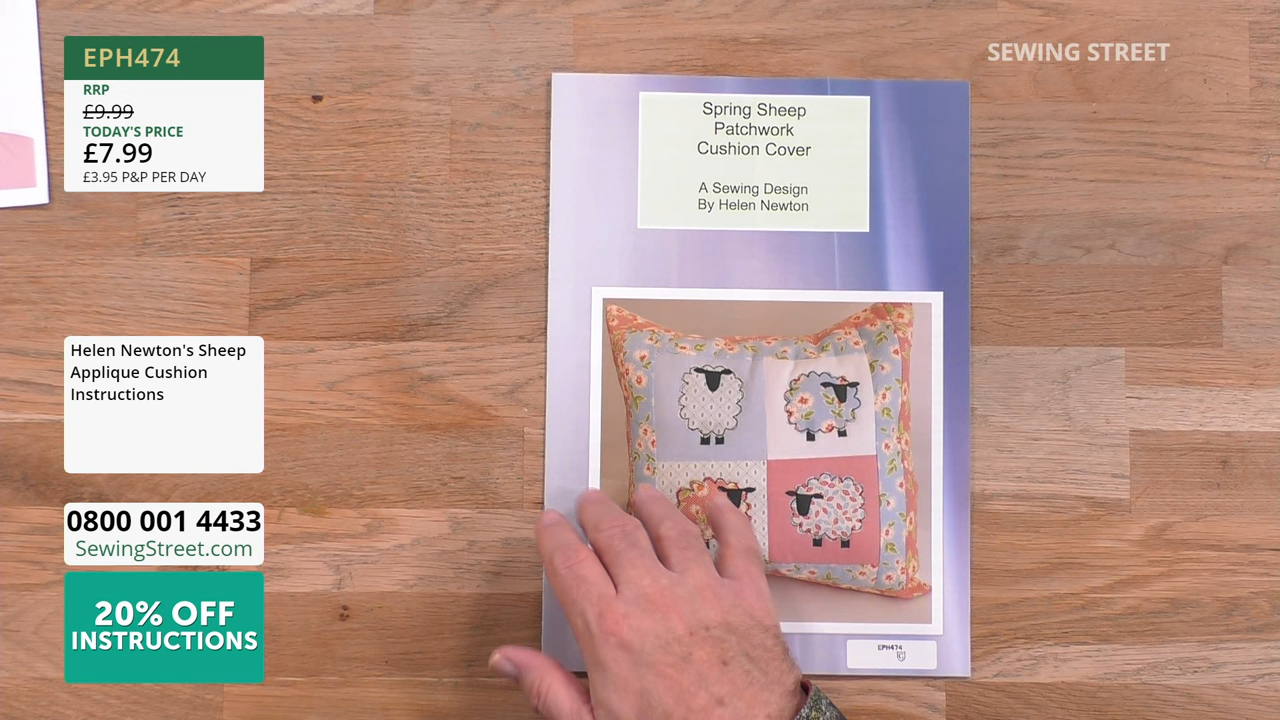 EPH474
RRP
£9.99
TODAY'S PRICE
£7.99
£3.95 P&P PER DAY
SEWING STREET
Spring Sheep
Patchwork
Cushion Cover
A Sewing Design
By Helen Newton
Helen Newton's Sheep
Applique Cushion
Instructions
0800 001 4433
SewingStreet.com
20% OFF
INSTRUCTIONS
EPH474